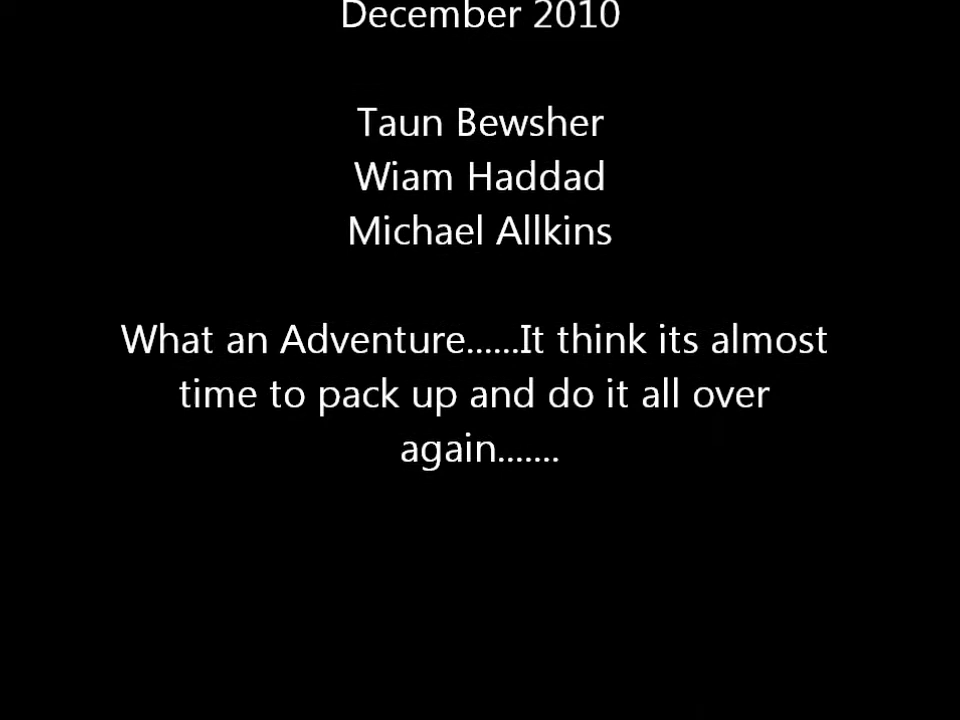 December 2010
Taun Bewsher
Wiam Haddad
Michael Allkins
What an Adventure......It think its almost
time to pack up and do it all over
again.......